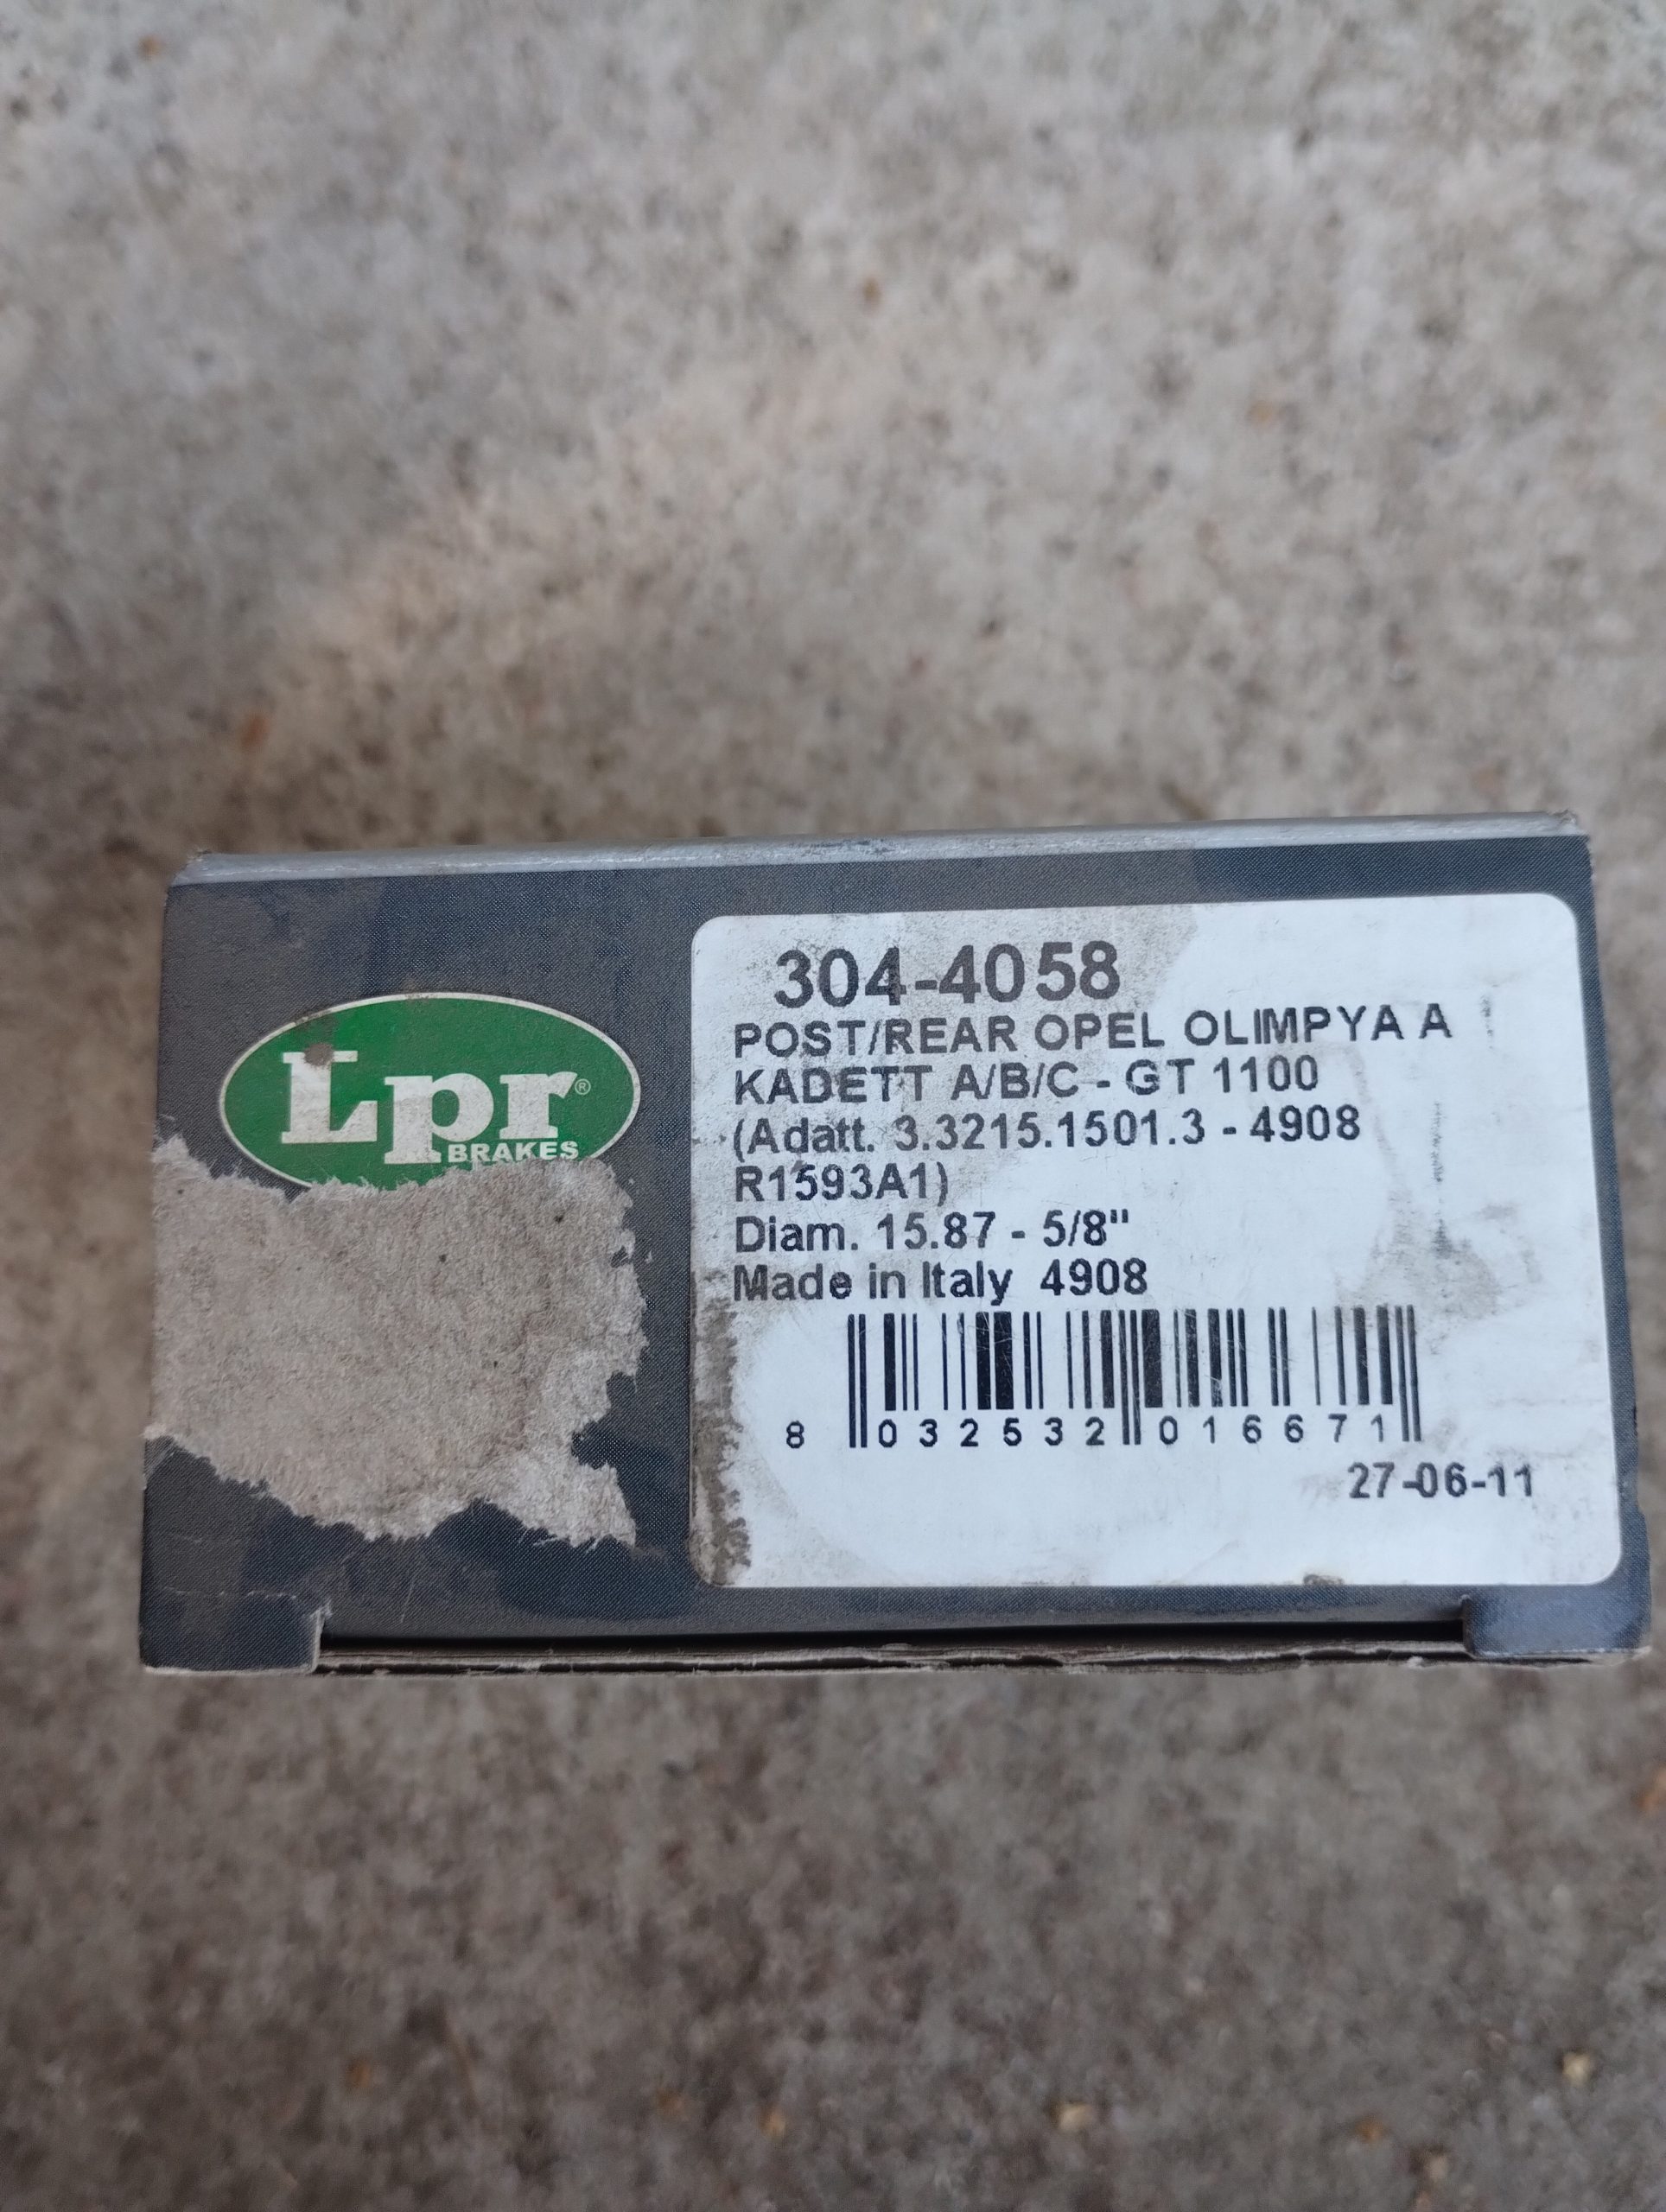 Lpr®
BRAKES
304-4058
POST/REAR OPEL OLIMPYA A
KADETT A/B/C - GT 1100
(Adatt. 3.3215.1501.3 - 4908
R1593A1)
Diam. 15.87 - 5/8"
Made in Italy 4908
8 032532 016671
27-06-11